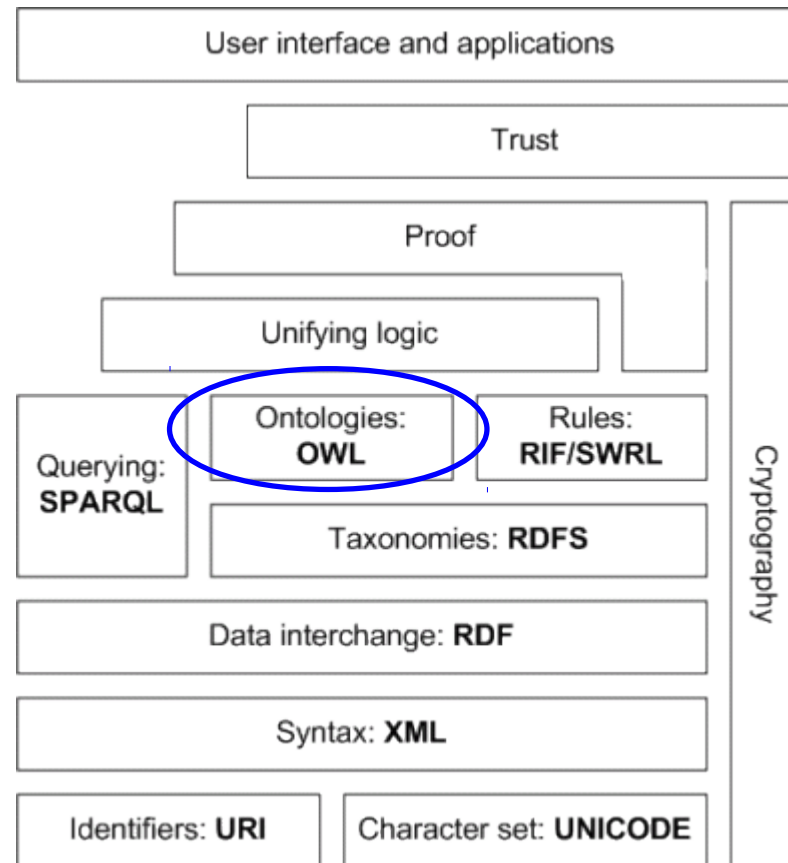 User interface and applications
Trust
Proof
Unifying logic
Querying:
SPARQL
Ontologies:
OWL
Rules:
RIF/SWRL
Taxonomies: RDFS
Cryptography
Data interchange: RDF
Syntax: XML
Identifiers: URI
Character set: UNICODE